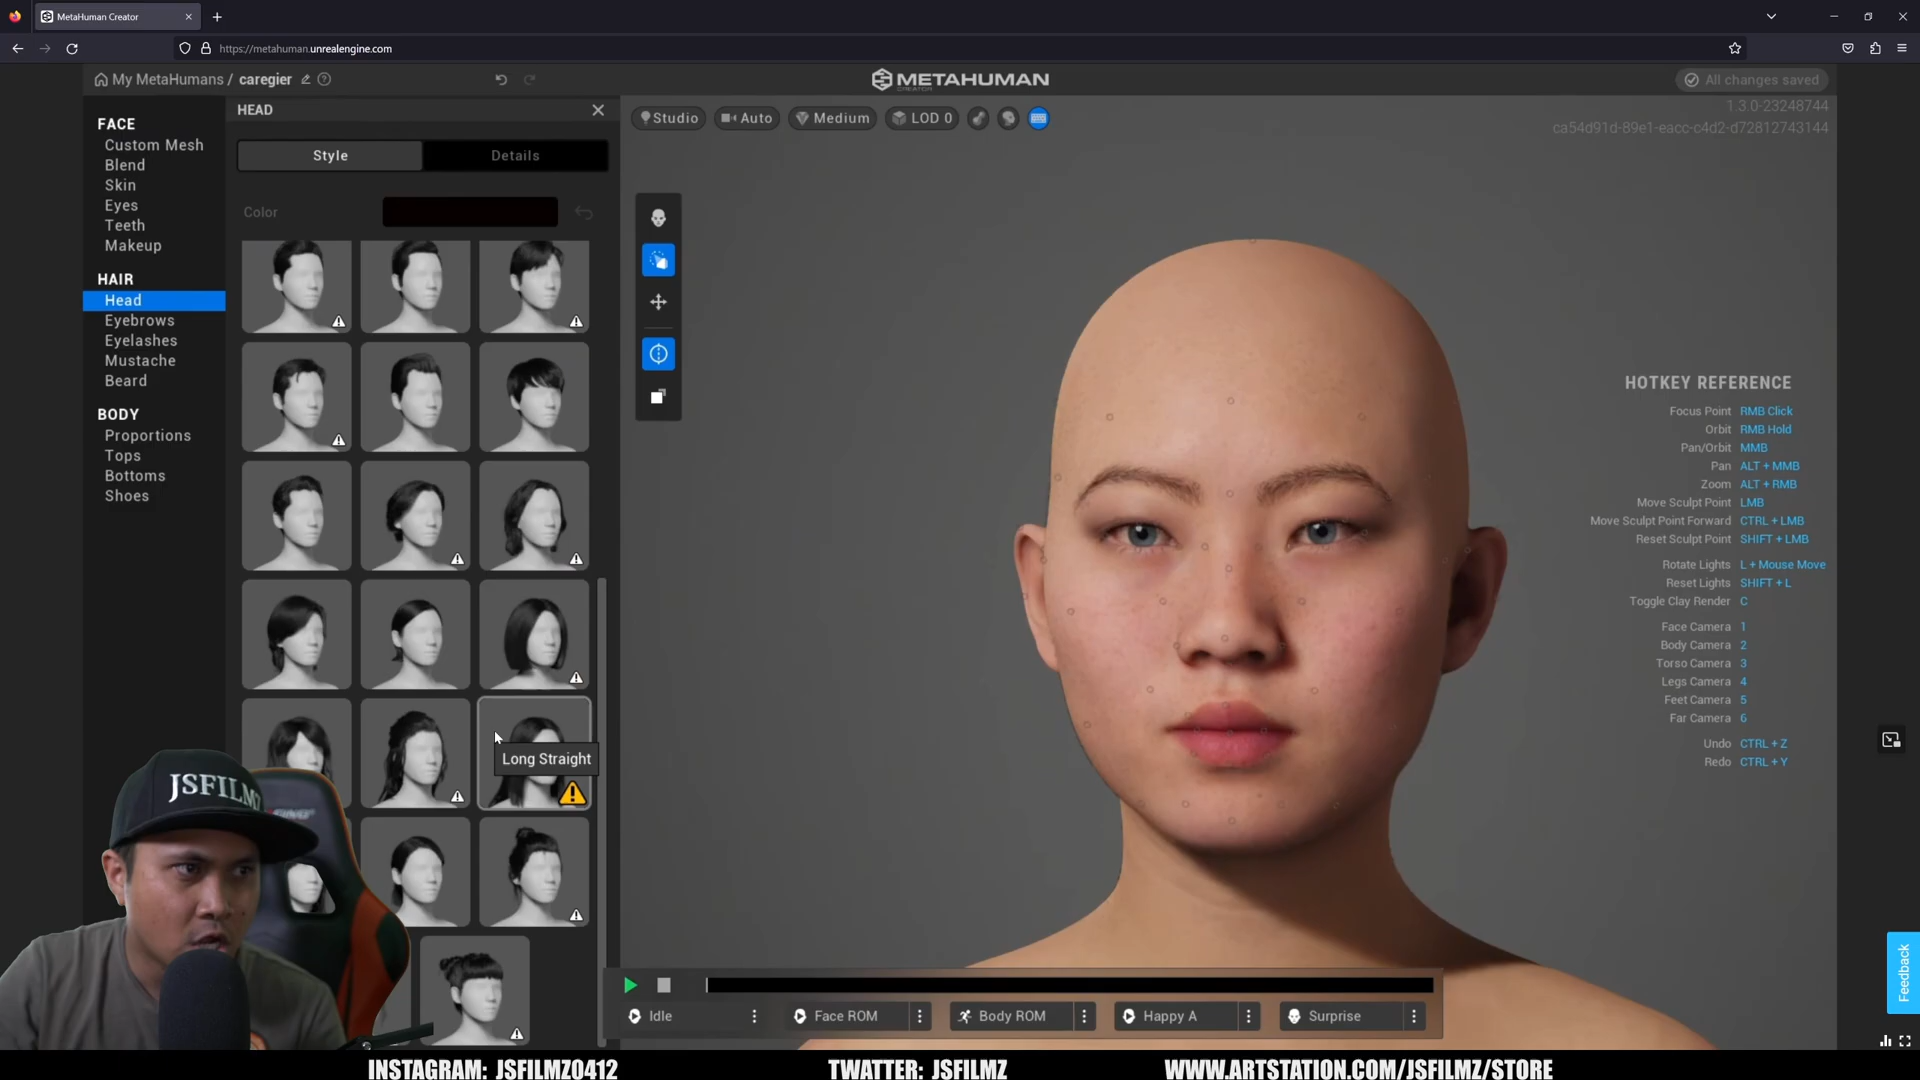 MetaHuman Creator
https://metahuman.unrealengine.com
My MetaHumans / caregier
METAHUMAN
CREATOR
All changes saved
1.3.0-23248744
ca54d91d-89e1-eacc-c4d2-d72812743144
FACE
Custom Mesh
Blend
Skin
Eyes
Teeth
Makeup
HAIR
Head
Eyebrows
Eyelashes
Mustache
Beard
BODY
Proportions
Tops
Bottoms
Shoes
HEAD
Style
Details
Color
Long Straight
Studio
Auto
Medium
LOD 0
HOTKEY REFERENCE
Focus Point RMB Click
Orbit RMB Hold
Pan/Orbit MMB
Pan ALT + MMB
Zoom ALT + RMB
Move Sculpt Point LMB
Move Sculpt Point Forward CTRL + LMB
Reset Sculpt Point SHIFT + LMB
Rotate Lights L + Mouse Move
Reset Lights SHIFT + L
Toggle Clay Render C
Face Camera 1
Body Camera 2
Torso Camera 3
Legs Camera 4
Feet Camera 5
Far Camera 6
Undo CTRL + Z
Redo CTRL + Y
Feedback
JSFILMZ
Idle
Face ROM
Body ROM
Happy A
Surprise
INSTAGRAM: JSFILMZ0412
TWATTER: JSFILMZ
WWW.ARTSTATION.COM/JSFILMZ/STORE